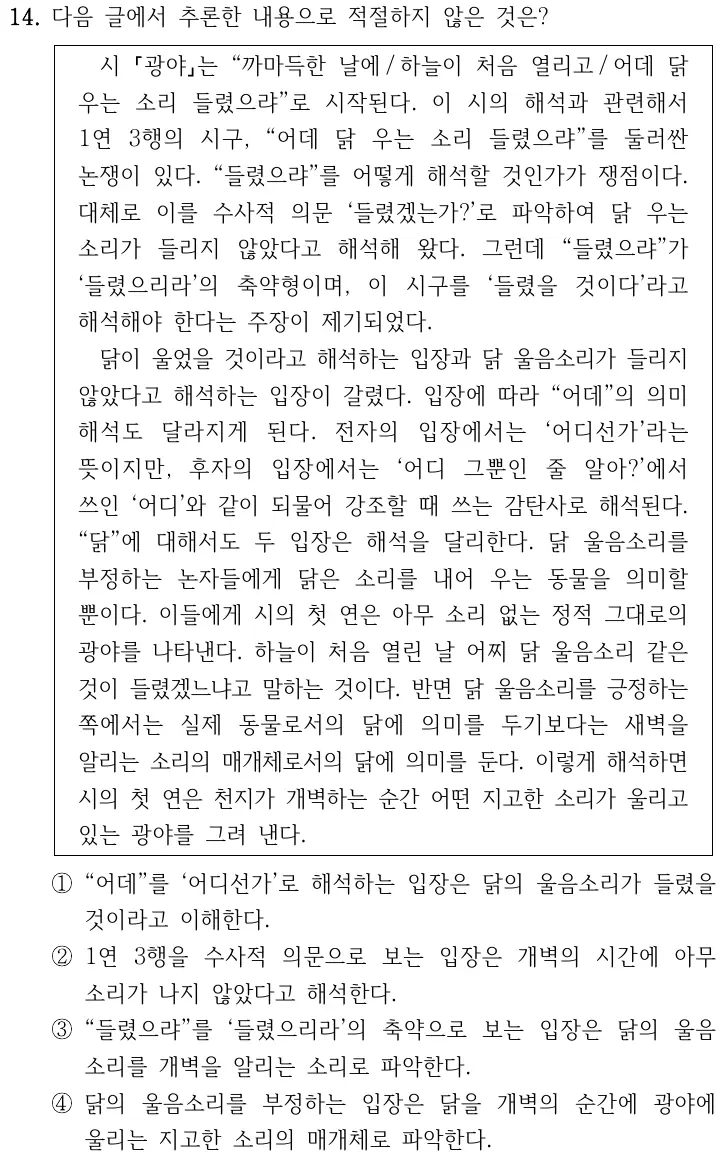 14. 다음 글에서 추론한 내용으로 적절하지 않은 것은?
시 「광야」는 “까마득한 날에/하늘이 처음 열리고/어데 닭
우는 소리 들렸으랴”로 시작된다. 이 시의 해석과 관련해서
1연 3행의 시구, “어데 닭 우는 소리 들렸으랴”를 둘러싼
논쟁이 있다. “들렸으랴”를 어떻게 해석할 것인가가 쟁점이다.
대체로 이를 수사적 의문 ‘들렸겠는가?’로 파악하여 닭 우는
소리가 들리지 않았다고 해석해 왔다. 그런데 “들렸으랴”가
‘들렸으리라’의 축약형이며, 이 시구를 ‘들렸을 것이다’라고
해석해야 한다는 주장이 제기되었다.
닭이 울었을 것이라고 해석하는 입장과 닭 울음소리가 들리지
않았다고 해석하는 입장이 갈렸다. 입장에 따라 “어데”의 의미
해석도 달라지게 된다. 전자의 입장에서는 ‘어디선가’라는
뜻이지만, 후자의 입장에서는 ‘어디 그뿐인 줄 알아?’에서
쓰인 ‘어디’와 같이 되물어 강조할 때 쓰는 감탄사로 해석된다.
“닭”에 대해서도 두 입장은 해석을 달리한다. 닭 울음소리를
부정하는 논자들에게 닭은 소리를 내어 우는 동물을 의미할
뿐이다. 이들에게 시의 첫 연은 아무 소리 없는 정적 그대로의
광야를 나타낸다. 하늘이 처음 열린 날 어찌 닭 울음소리 같은
것이 들렸겠느냐고 말하는 것이다. 반면 닭 울음소리를 긍정하는
쪽에서는 실제 동물로서의 닭에 의미를 두기보다는 새벽을
알리는 소리의 매개체로서의 닭에 의미를 둔다. 이렇게 해석하면
시의 첫 연은 천지가 개벽하는 순간 어떤 지고한 소리가 울리고
있는 광야를 그려 낸다.
① “어데”를 ‘어디선가’로 해석하는 입장은 닭의 울음소리가 들렸을
것이라고 이해한다.
② 1연 3행을 수사적 의문으로 보는 입장은 개벽의 시간에 아무
소리가 나지 않았다고 해석한다.
③ “들렸으랴”를 ‘들렸으리라’의 축약으로 보는 입장은 닭의 울음
소리를 개벽을 알리는 소리로 파악한다.
④ 닭의 울음소리를 부정하는 입장은 닭을 개벽의 순간에 광야에
울리는 지고한 소리의 매개체로 파악한다.